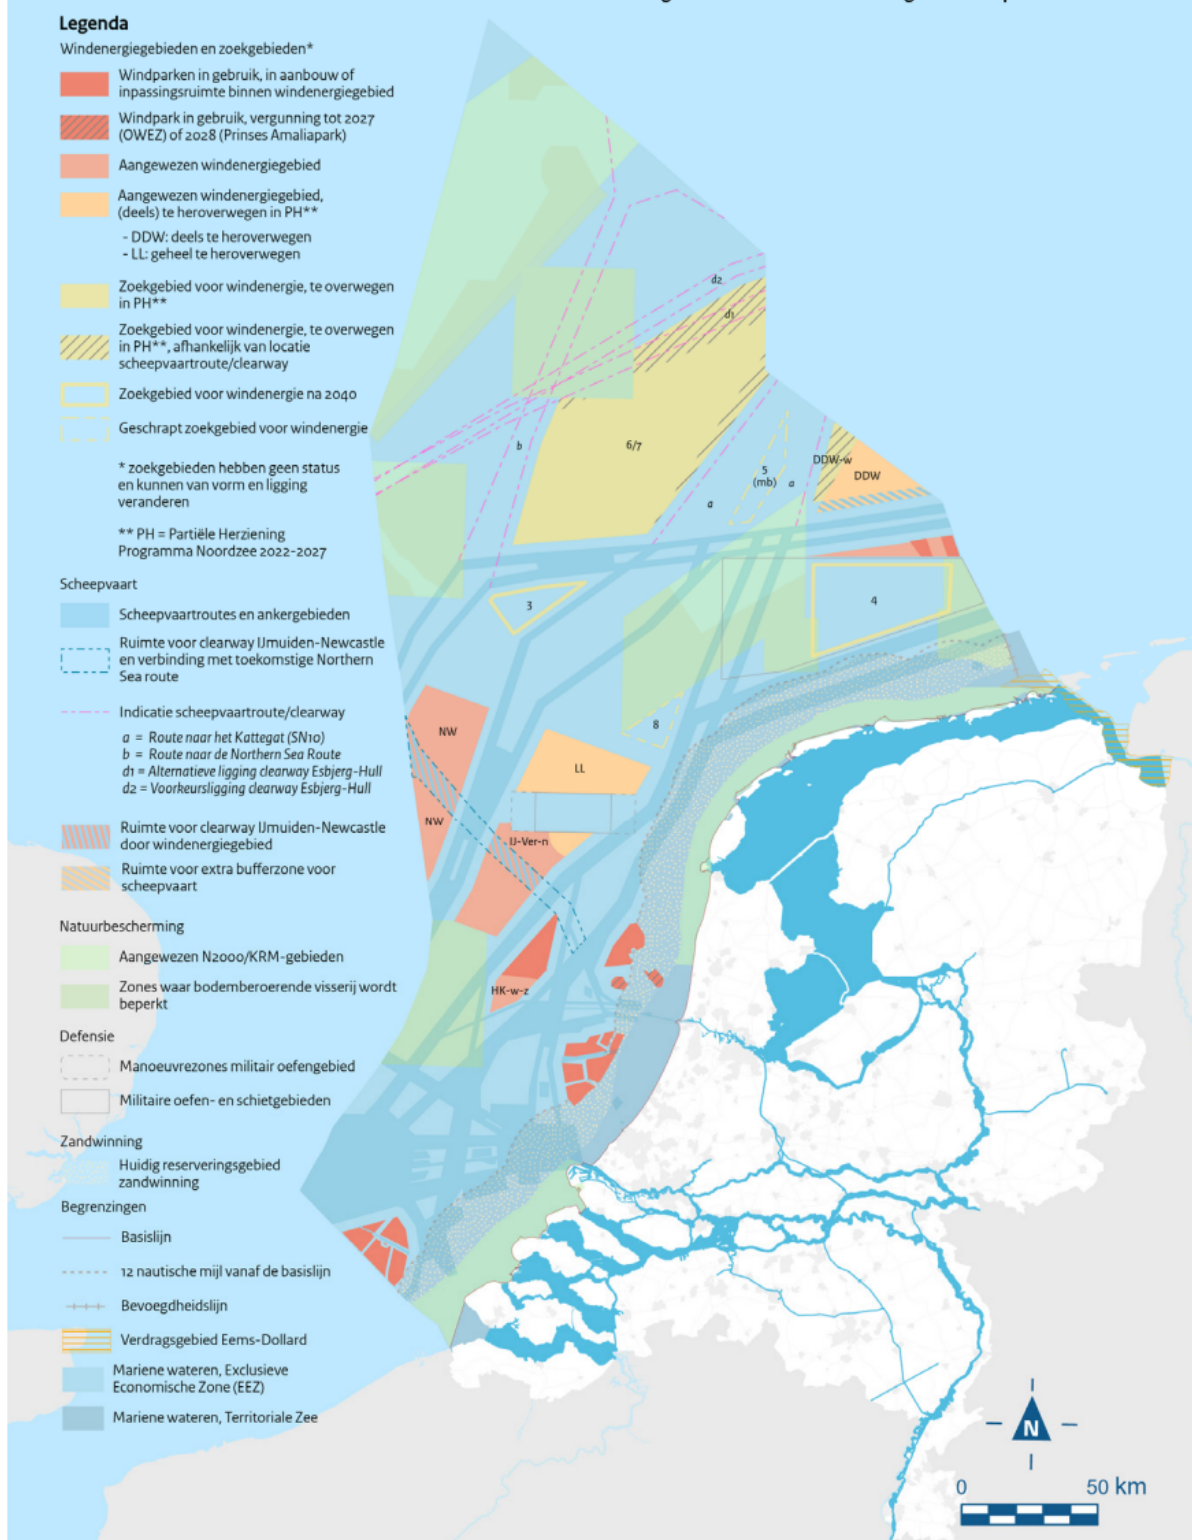 Legenda
Windenergiegebieden en zoekgebieden*
Windparken in gebruik, in aanbouw of
inpassingsruimte binnen windenergiegebied
Windpark in gebruik, vergunning tot 2027
(OWEZ) of 2028 (Prinses Amaliapark)
Aangewezen windenergiegebied
Aangewezen windenergiegebied,
(deels) te heroverwegen in PH**
- DDW: deels te heroverwegen
- LL: geheel te heroverwegen
Zoekgebied voor windenergie, te overwegen
in PH**
Zoekgebied voor windenergie, te overwegen
in PH**, afhankelijk van locatie
scheepvaartroute/clearway
Zoekgebied voor windenergie na 2040
Geschrapt zoekgebied voor windenergie
* zoekgebieden hebben geen status
en kunnen van vorm en ligging
veranderen
** PH = Partiële Herziening
Programma Noordzee 2022-2027
Scheepvaart
Scheepvaartroutes en ankergebieden
Ruimte voor clearway IJmuiden-Newcastle
en verbinding met toekomstige Northern
Sea route
Indicatie scheepvaartroute/clearway
a = Route naar het Kattegat (SN10)
b = Route naar de Northern Sea Route
d1 = Alternatieve ligging clearway Esbjerg-Hull
d2 = Voorkeursligging clearway Esbjerg-Hull
Ruimte voor clearway IJmuiden-Newcastle
door windenergiegebied
Ruimte voor extra bufferzone voor
scheepvaart
Natuurbescherming
Aangewezen N2000/KRM-gebieden
Zones waar bodemberoerende visserij wordt
beperkt
Defensie
Manoeuvrezones militair oefengebied
Militaire oefen- en schietgebieden
Zandwinning
Huidig reserveringsgebied
zandwinning
Begrenzingen
Basislijn
12 nautische mijl vanaf de basislijn
Bevoegdheidslijn
Verdragsgebied Eems-Dollard
Mariene wateren, Exclusieve
Economische Zone (EEZ)
Mariene wateren, Territoriale Zee
d2
d1
b
6/7
5
(mb)
a
a
DDW-w
DDW
3
4
8
NW
LL
NW
IJ-Ver-n
HK-w-z
N
0 50 km